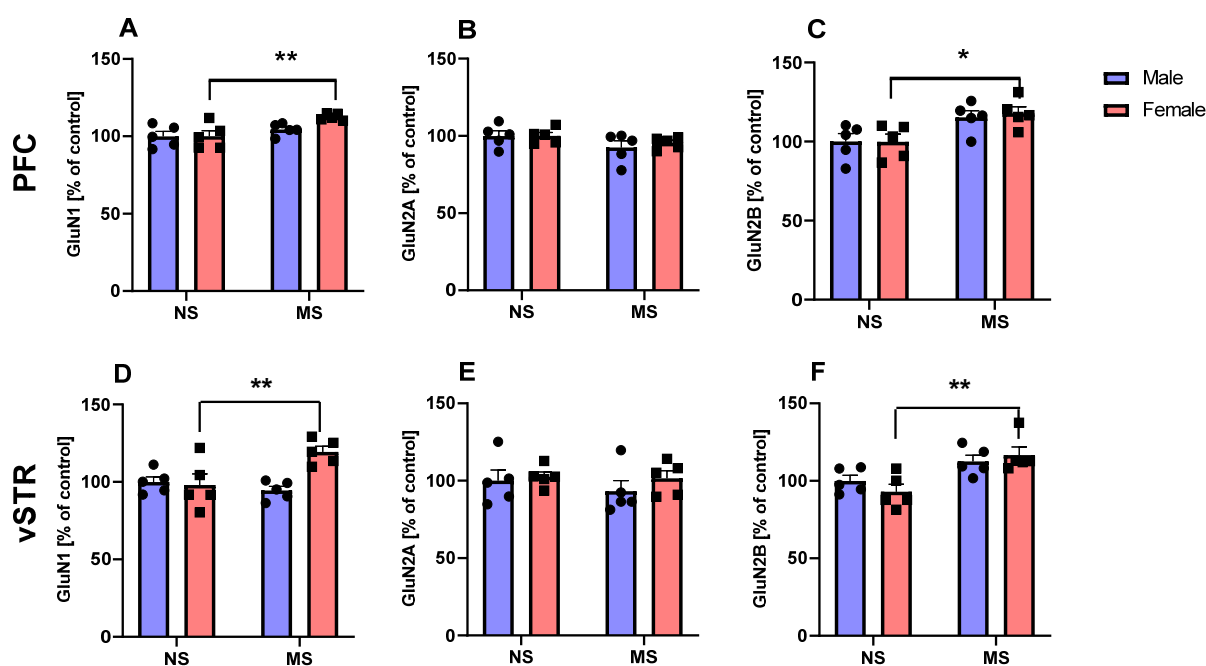 A
B
C
PFC
GluN1 [% of control]
150
100
50
0
**
NS
MS
GluN2A [% of control]
150
100
50
0
NS
MS
GluN2B [% of control]
150
100
50
0
*
NS
MS
Male
Female
D
E
F
vSTR
GluN1 [% of control]
150
100
50
0
**
NS
MS
GluN2A [% of control]
150
100
50
0
NS
MS
GluN2B [% of control]
150
100
50
0
**
NS
MS